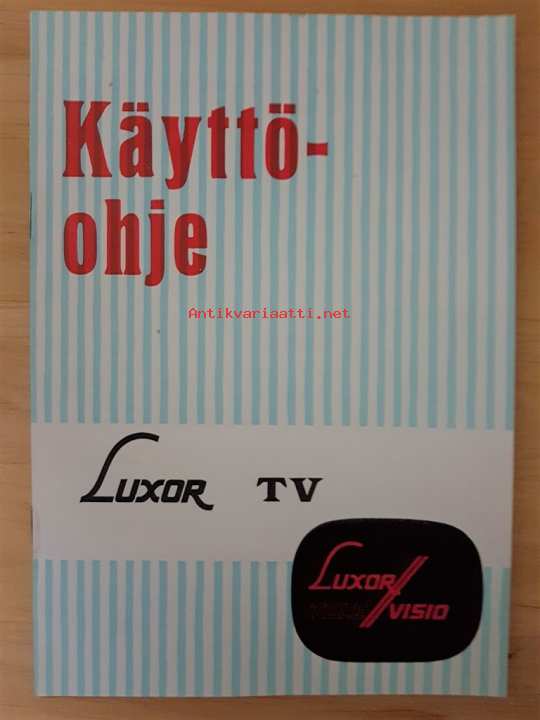 Käyttö-
ohje
Antikvariaatti.net
LUXOR TV
LUXOR
VISIO